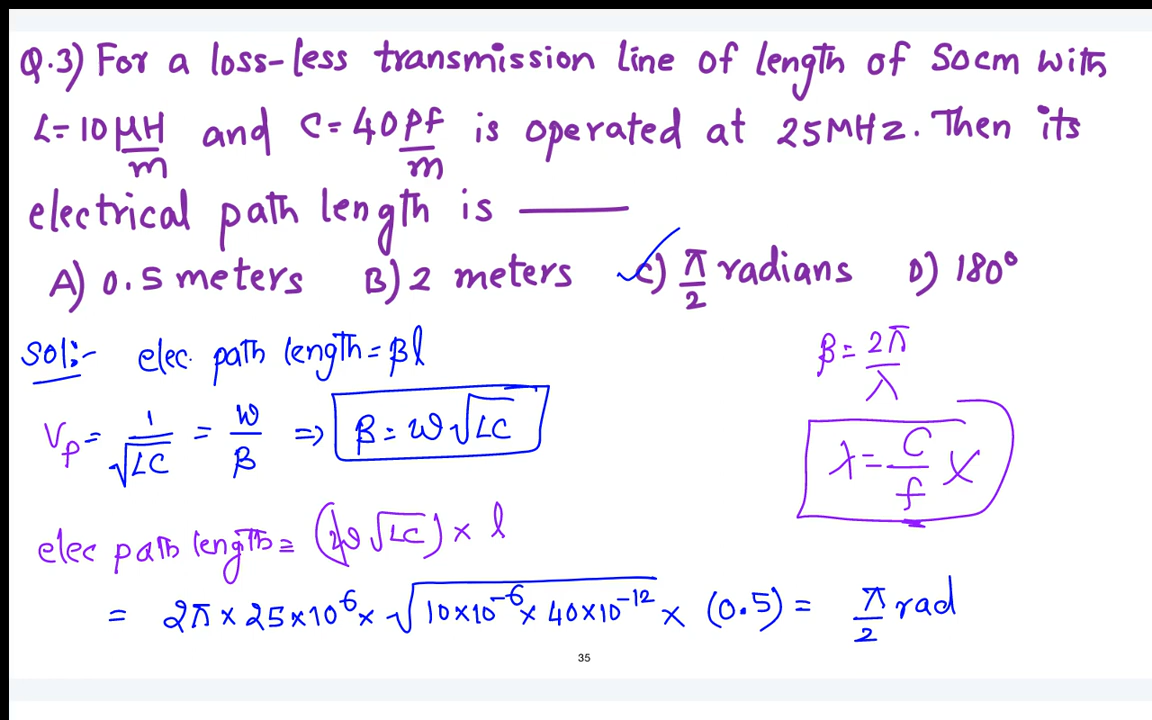 Q.3) For a loss-less transmission line of length of 50cm with
L = 10 μH/m and C = 40 Pf/m is operated at 25MHz. Then its
electrical path length is ———
A) 0.5 meters B) 2 meters ✓C) π/2 radians D) 180°
Sol:- elec. path length = βl
β = 2π/λ
Vp = 1/√LC = ω/β => β = ω√LC
λ = C/f X
elec path length = (ω√LC) × l
= 2π × 25×10⁶ × √(10×10⁻⁶ × 40×10⁻¹²) × (0.5) = π/2 rad
35